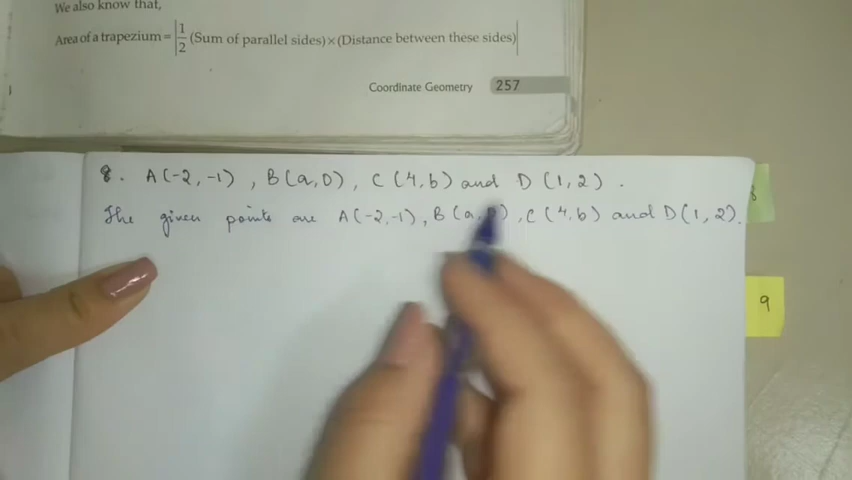 We also know that,
Area of a trapezium = |1/2 (Sum of parallel sides)×(Distance between these sides)|
Coordinate Geometry 257
8. A(-2,-1), B(a,0), C(4,b) and D(1,2).
The given points are A(-2,-1), B(a,0), C(4,b) and D(1,2).
8
9